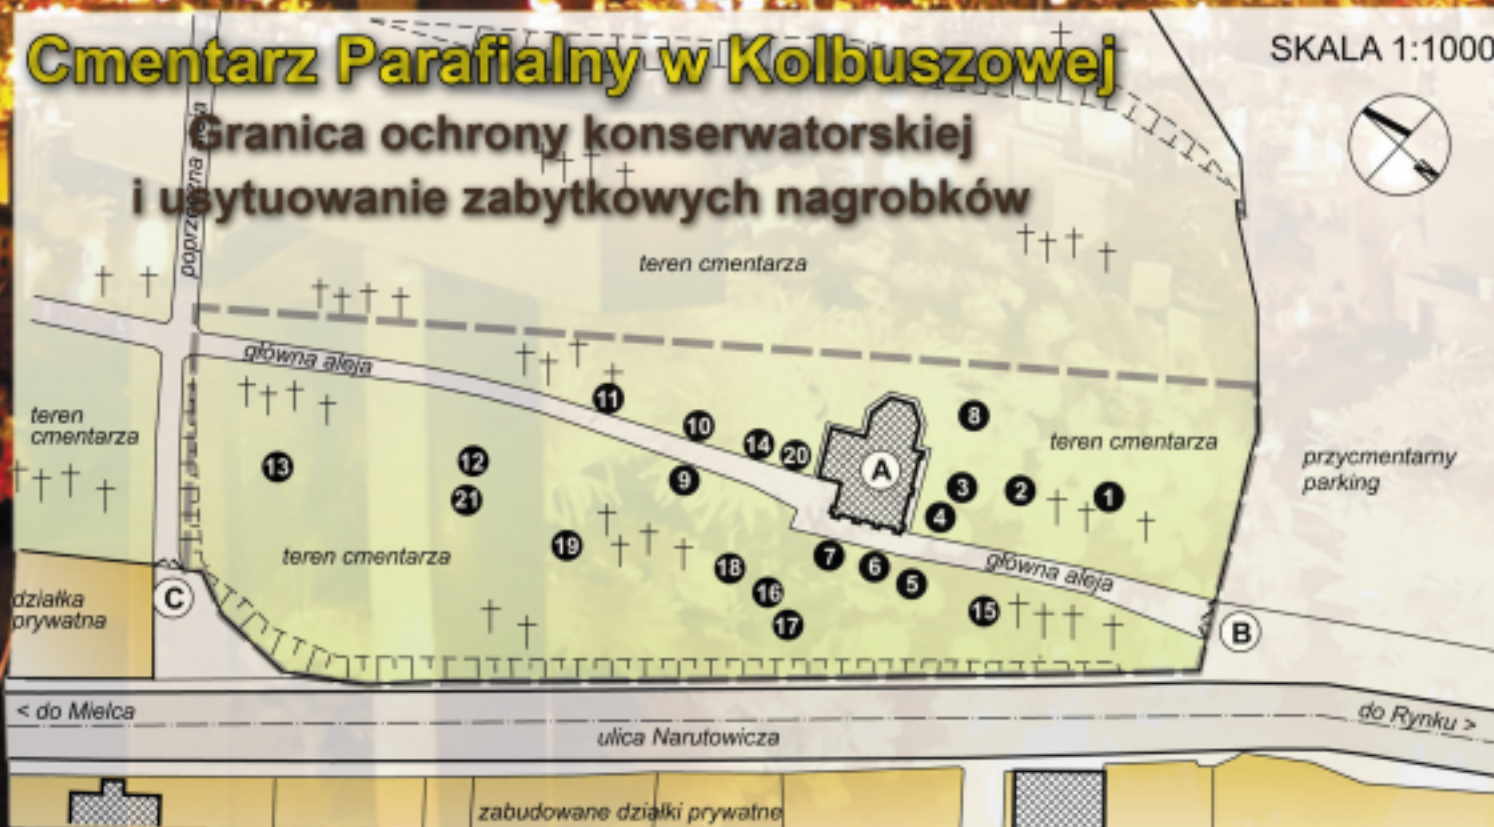 Cmentarz Parafialny w Kolbuszowej
SKALA 1:1000
Granica ochrony konserwatorskiej
i usytuowanie zabytkowych nagrobków
poprzeczna aleja
N
teren cmentarza
główna aleja
teren
cmentarza
11
10
14
20
8
teren cmentarza
13
12
21
9
A
3
2
1
4
przycmentarny
parking
teren cmentarza
19
18
16
17
7
6
5
główna aleja
15
B
działka
prywatna
C
< do Mielca
do Rynku >
ulica Narutowicza
zabudowane działki prywatne